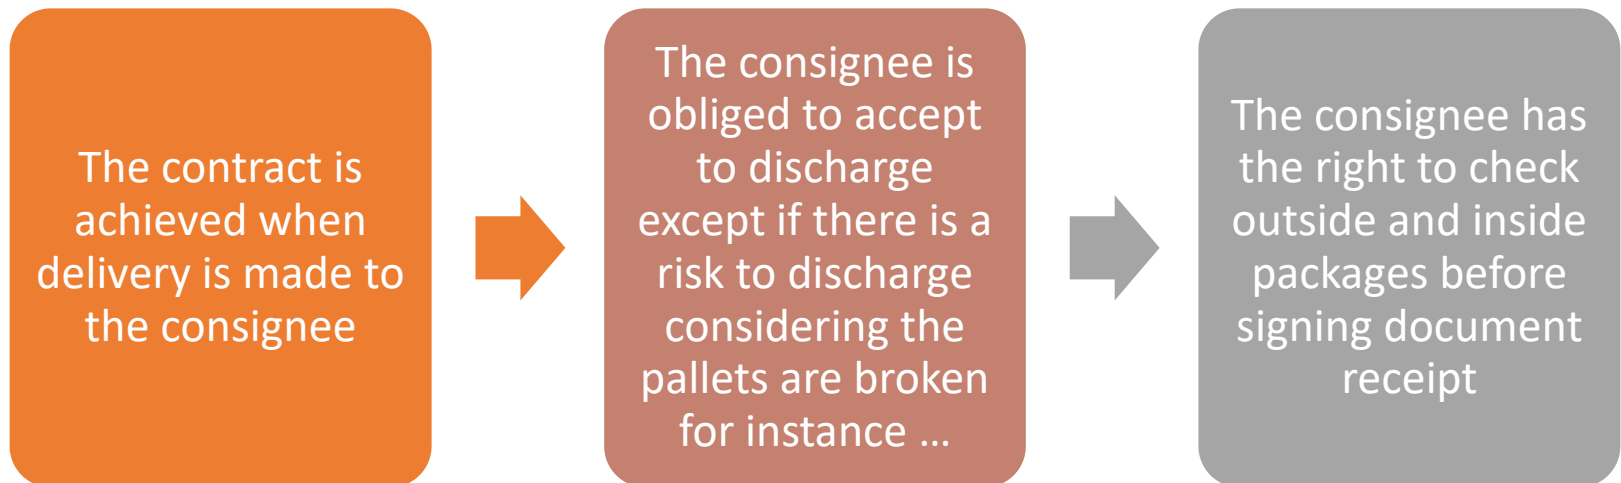 The contract is
achieved when
delivery is made to
the consignee
The consignee is
obliged to accept
to discharge
except if there is a
risk to discharge
considering the
pallets are broken
for instance ...
The consignee has
the right to check
outside and inside
packages before
signing document
receipt